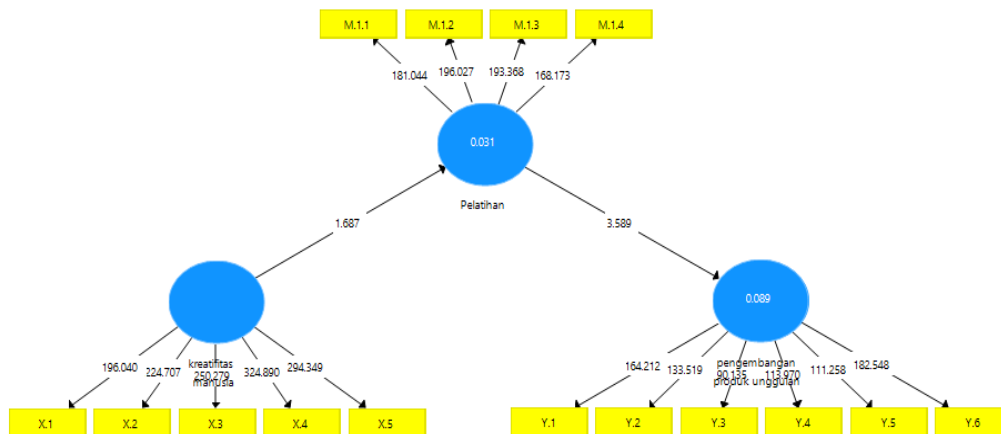 M.1.1 M.1.2 M.1.3 M.1.4
181.044 196.027 193.368 168.173
0.031
Pelatihan
1.687 3.589
0.089
kreatifitas
manusia
196.040 224.707 250.279 324.890 294.349
pengembangan
produk unggulan
164.212 133.519 90.135 113.970 111.258 182.548
X.1 X.2 X.3 X.4 X.5
Y.1 Y.2 Y.3 Y.4 Y.5 Y.6